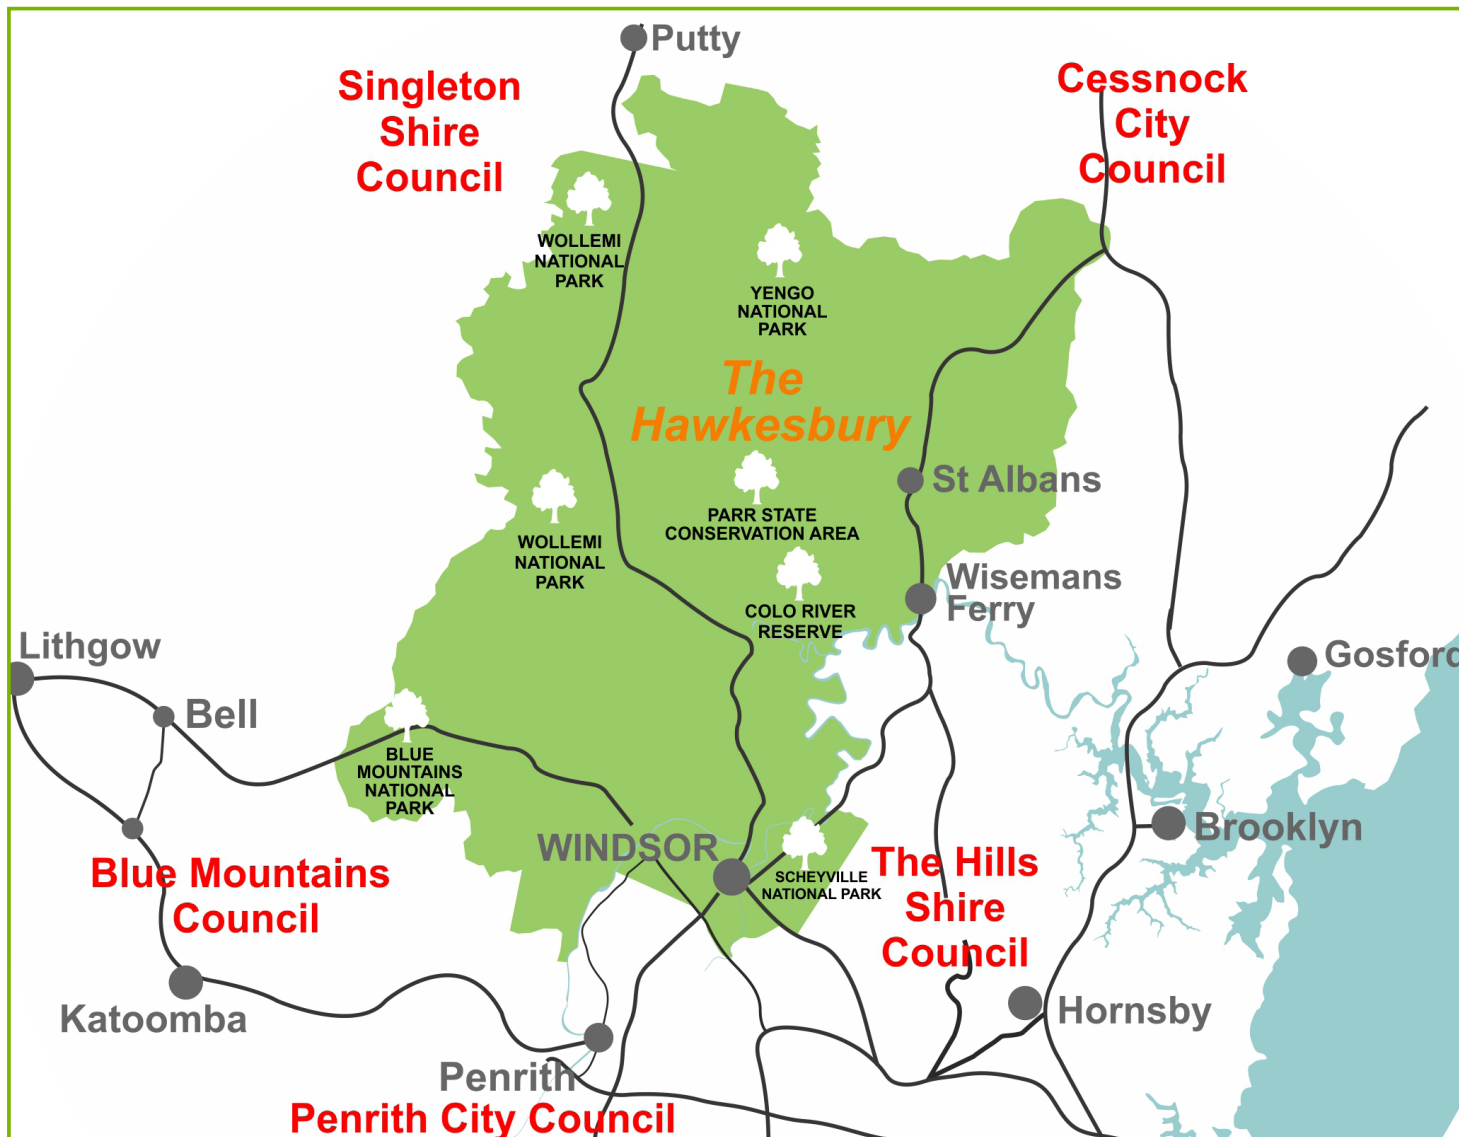 Putty
Singleton
Shire
Council
Cessnock
City
Council
WOLLEMI
NATIONAL
PARK
YENGO
NATIONAL
PARK
The
Hawkesbury
St Albans
PARR STATE
CONSERVATION AREA
WOLLEMI
NATIONAL
PARK
Wisemans
Ferry
COLO RIVER
RESERVE
Lithgow
Gosford
Bell
BLUE
MOUNTAINS
NATIONAL
PARK
WINDSOR
Brooklyn
SCHEYVILLE
NATIONAL PARK
The Hills
Shire
Council
Blue Mountains
Council
Katoomba
Hornsby
Penrith
Penrith City Council